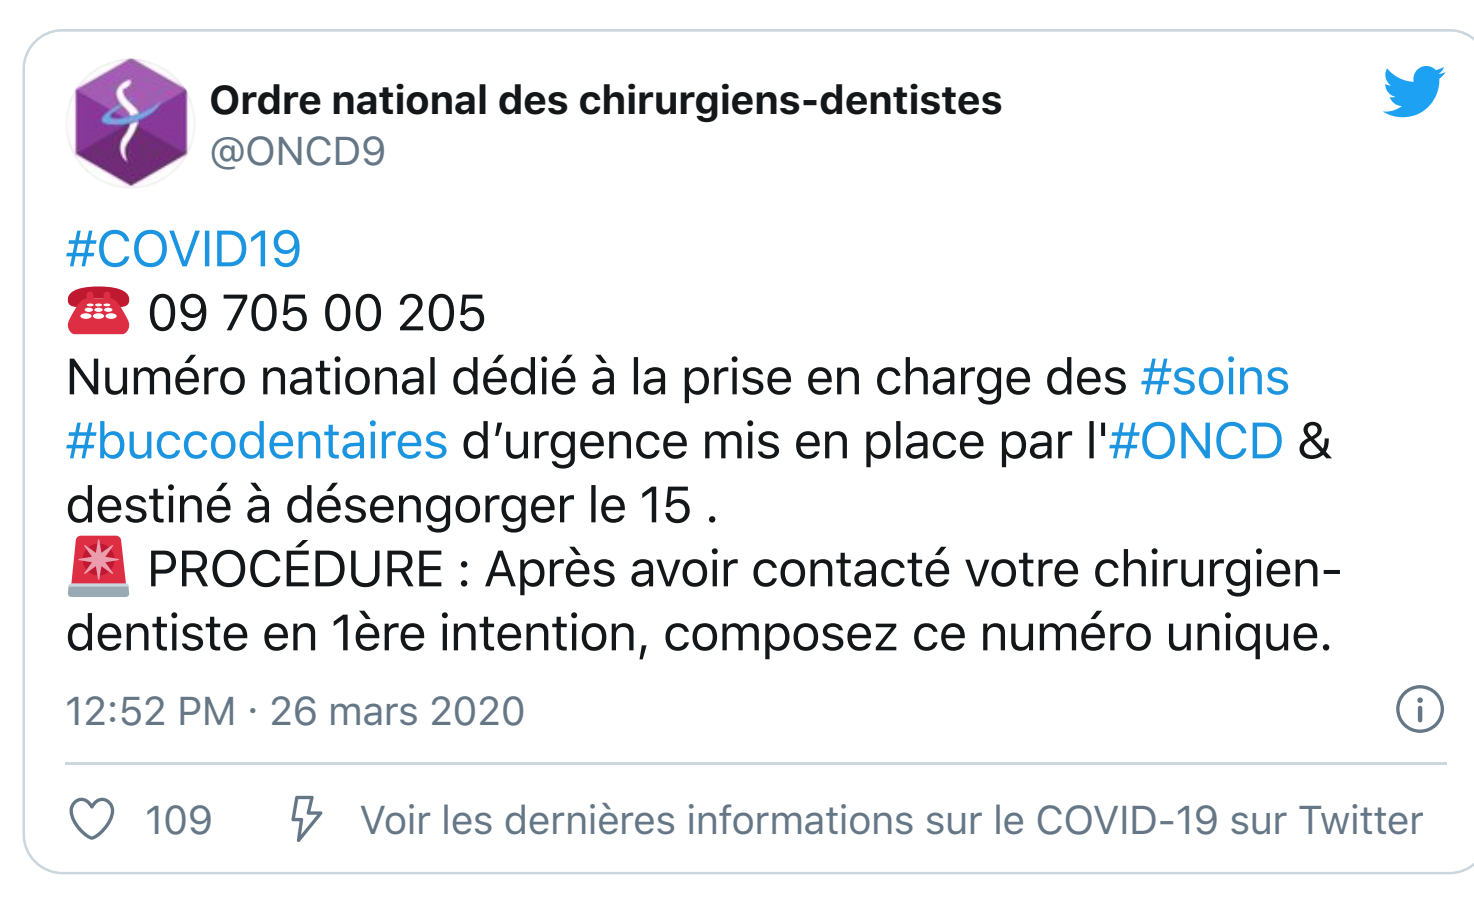 Ordre national des chirurgiens-dentistes
@ONCD9
#COVID19
☎️ 09 705 00 205
Numéro national dédié à la prise en charge des #soins
#buccodentaires d’urgence mis en place par l'#ONCD &
destiné à désengorger le 15 .
🚨 PROCÉDURE : Après avoir contacté votre chirurgien-
dentiste en 1ère intention, composez ce numéro unique.
12:52 PM · 26 mars 2020
109 Voir les dernières informations sur le COVID-19 sur Twitter